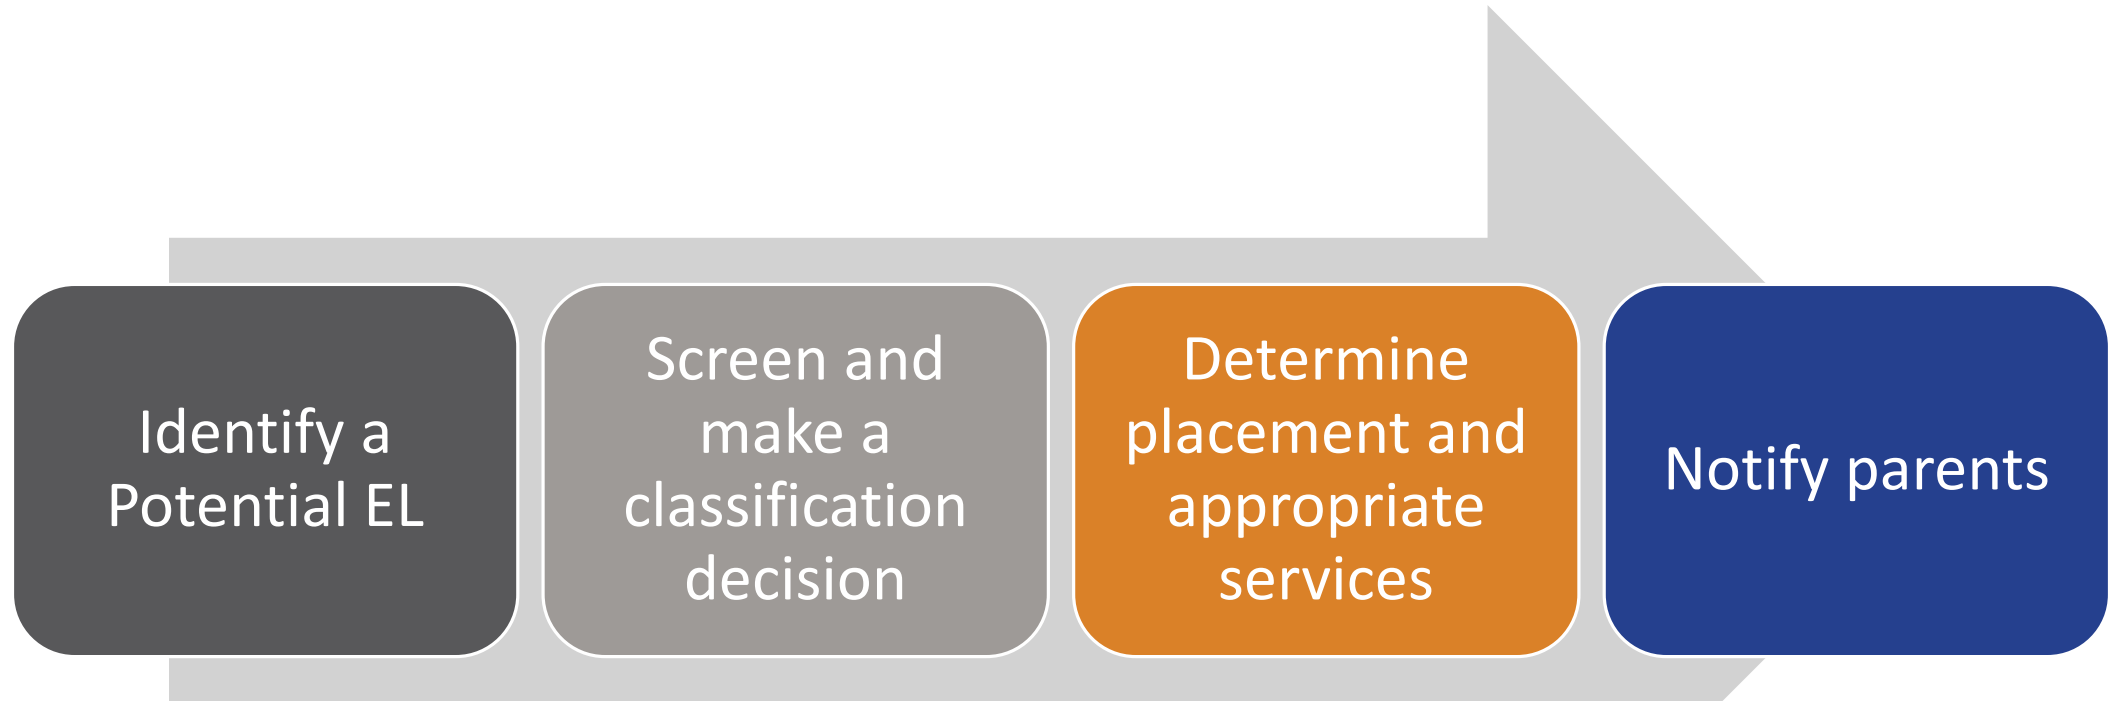 Identify a
Potential EL
Screen and
make a
classification
decision
Determine
placement and
appropriate
services
Notify parents